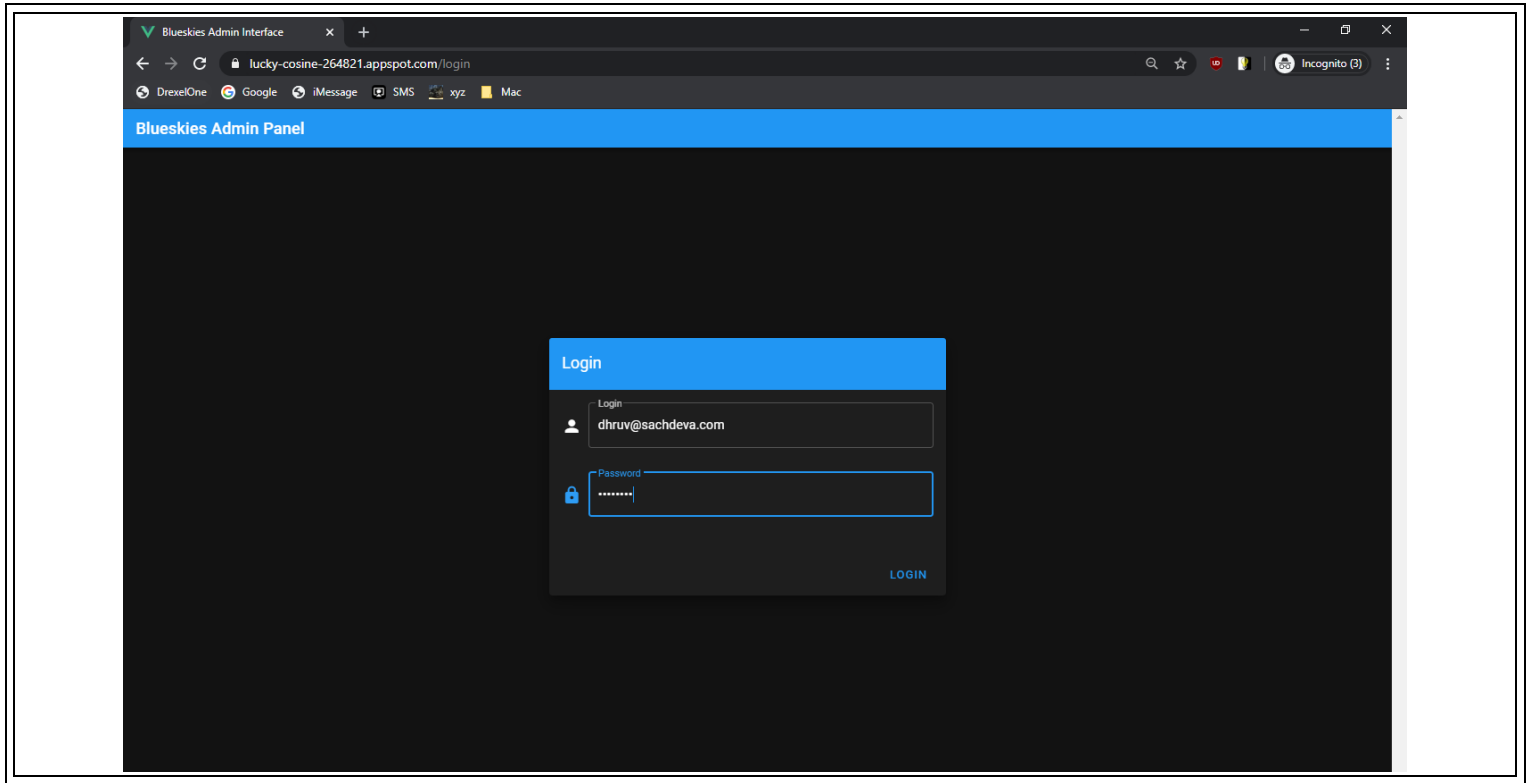 Blueskies Admin Interface
lucky-cosine-264821.appspot.com/login
Incognito (3)
DrexelOne Google iMessage SMS xyz Mac
Blueskies Admin Panel
Login
Login
dhruv@sachdeva.com
Password
••••••••
LOGIN